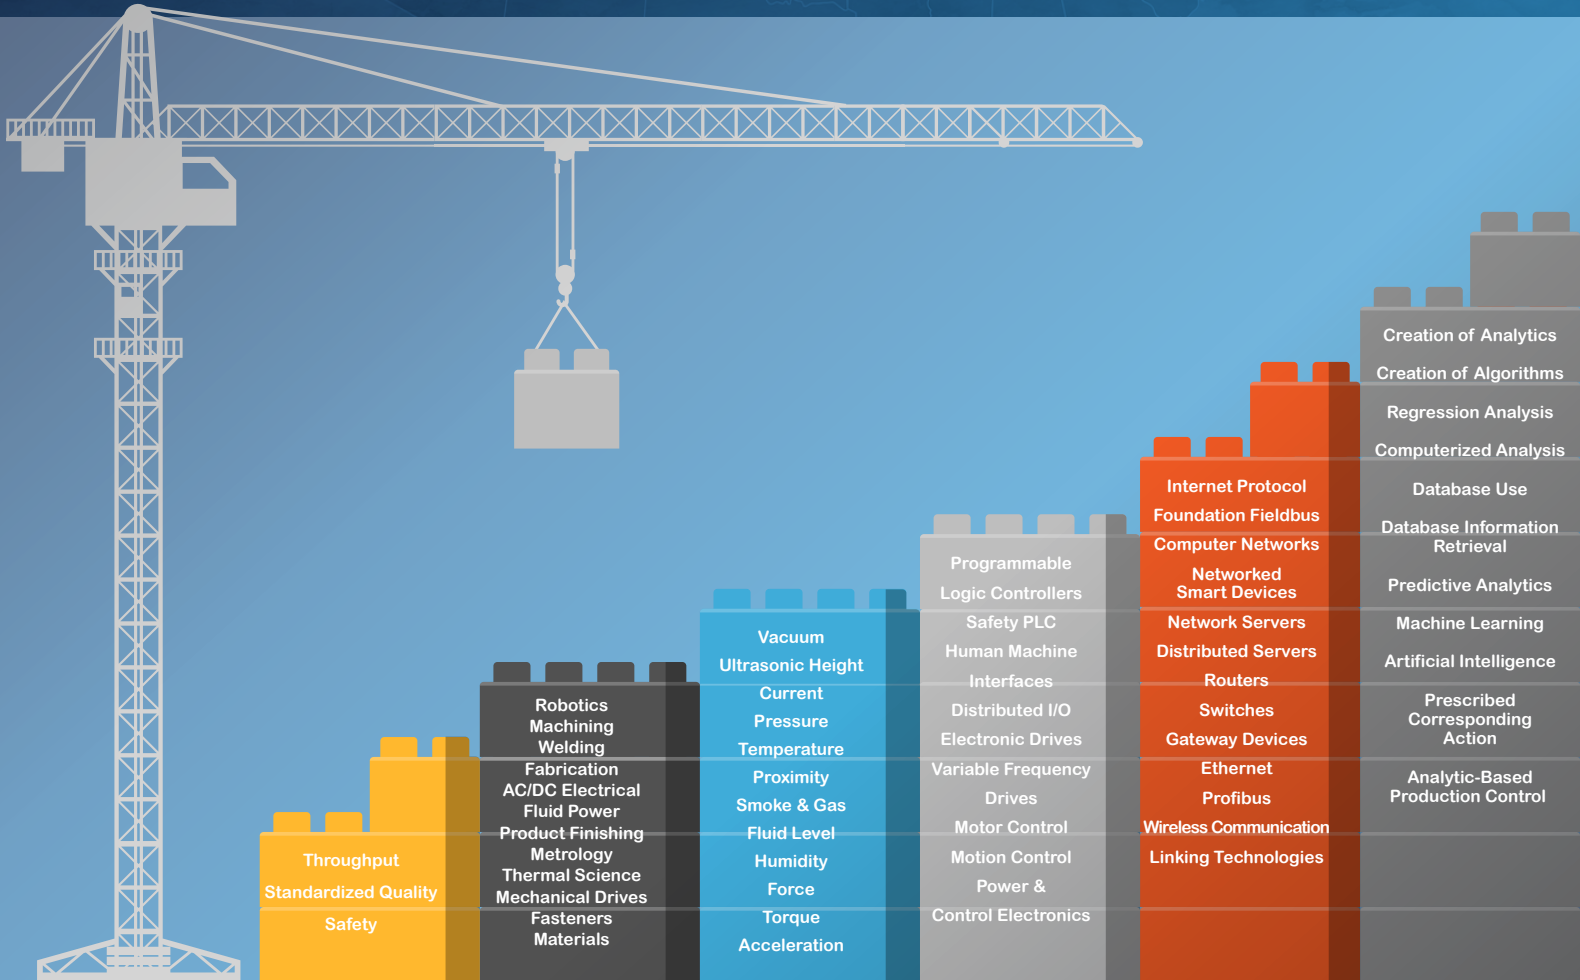 Throughput
Standardized Quality
Safety
Robotics
Machining
Welding
Fabrication
AC/DC Electrical
Fluid Power
Product Finishing
Metrology
Thermal Science
Mechanical Drives
Fasteners
Materials
Vacuum
Ultrasonic Height
Current
Pressure
Temperature
Proximity
Smoke & Gas
Fluid Level
Humidity
Force
Torque
Acceleration
Programmable
Logic Controllers
Safety PLC
Human Machine
Interfaces
Distributed I/O
Electronic Drives
Variable Frequency
Drives
Motor Control
Motion Control
Power &
Control Electronics
Internet Protocol
Foundation Fieldbus
Computer Networks
Networked
Smart Devices
Network Servers
Distributed Servers
Routers
Switches
Gateway Devices
Ethernet
Profibus
Wireless Communication
Linking Technologies
Creation of Analytics
Creation of Algorithms
Regression Analysis
Computerized Analysis
Database Use
Database Information
Retrieval
Predictive Analytics
Machine Learning
Artificial Intelligence
Prescribed
Corresponding
Action
Analytic-Based
Production Control